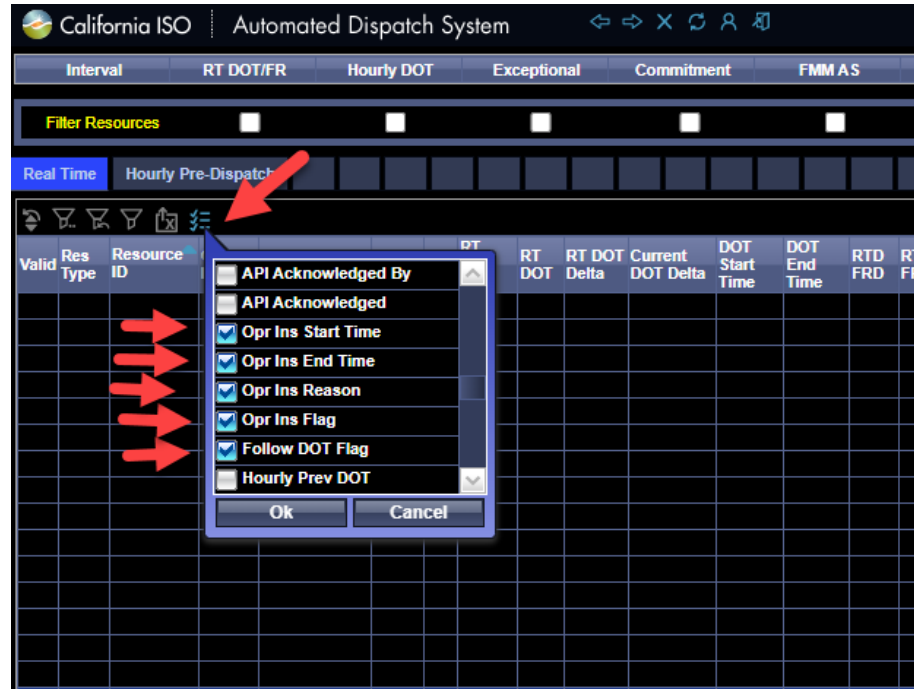 California ISO Automated Dispatch System
Interval RT DOT/FR Hourly DOT Exceptional Commitment FMM AS
Filter Resources
Real Time Hourly Pre-Dispatch
Valid Res Type Resource ID RT DOT RT DOT Delta Current DOT Delta DOT Start Time DOT End Time RTD FRD
API Acknowledged By
API Acknowledged
Opr Ins Start Time
Opr Ins End Time
Opr Ins Reason
Opr Ins Flag
Follow DOT Flag
Hourly Prev DOT
Ok Cancel